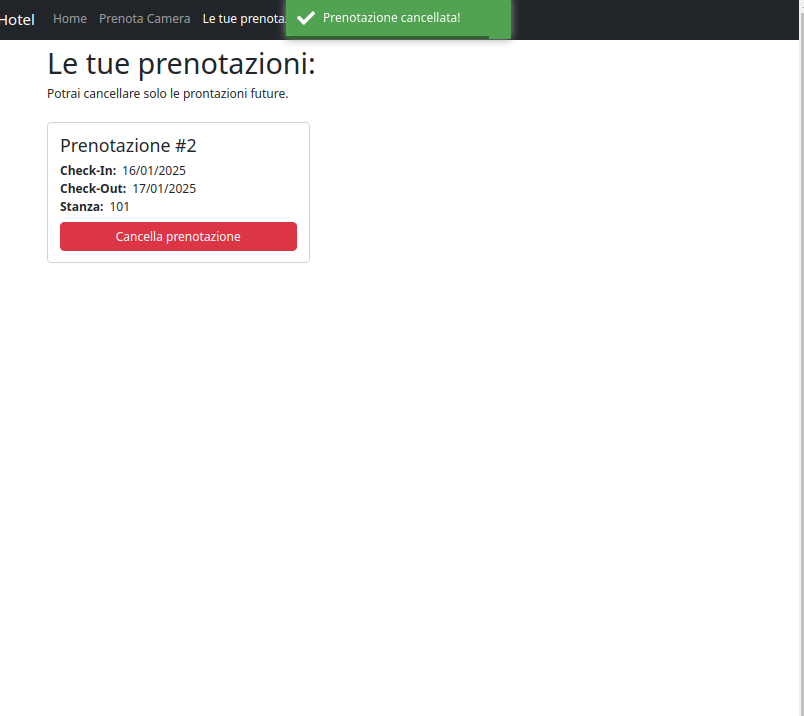 Hotel Home Prenota Camera Le tue prenotaz
Prenotazione cancellata!
Le tue prenotazioni:
Potrai cancellare solo le prontazioni future.
Prenotazione #2
Check-In: 16/01/2025
Check-Out: 17/01/2025
Stanza: 101
Cancella prenotazione